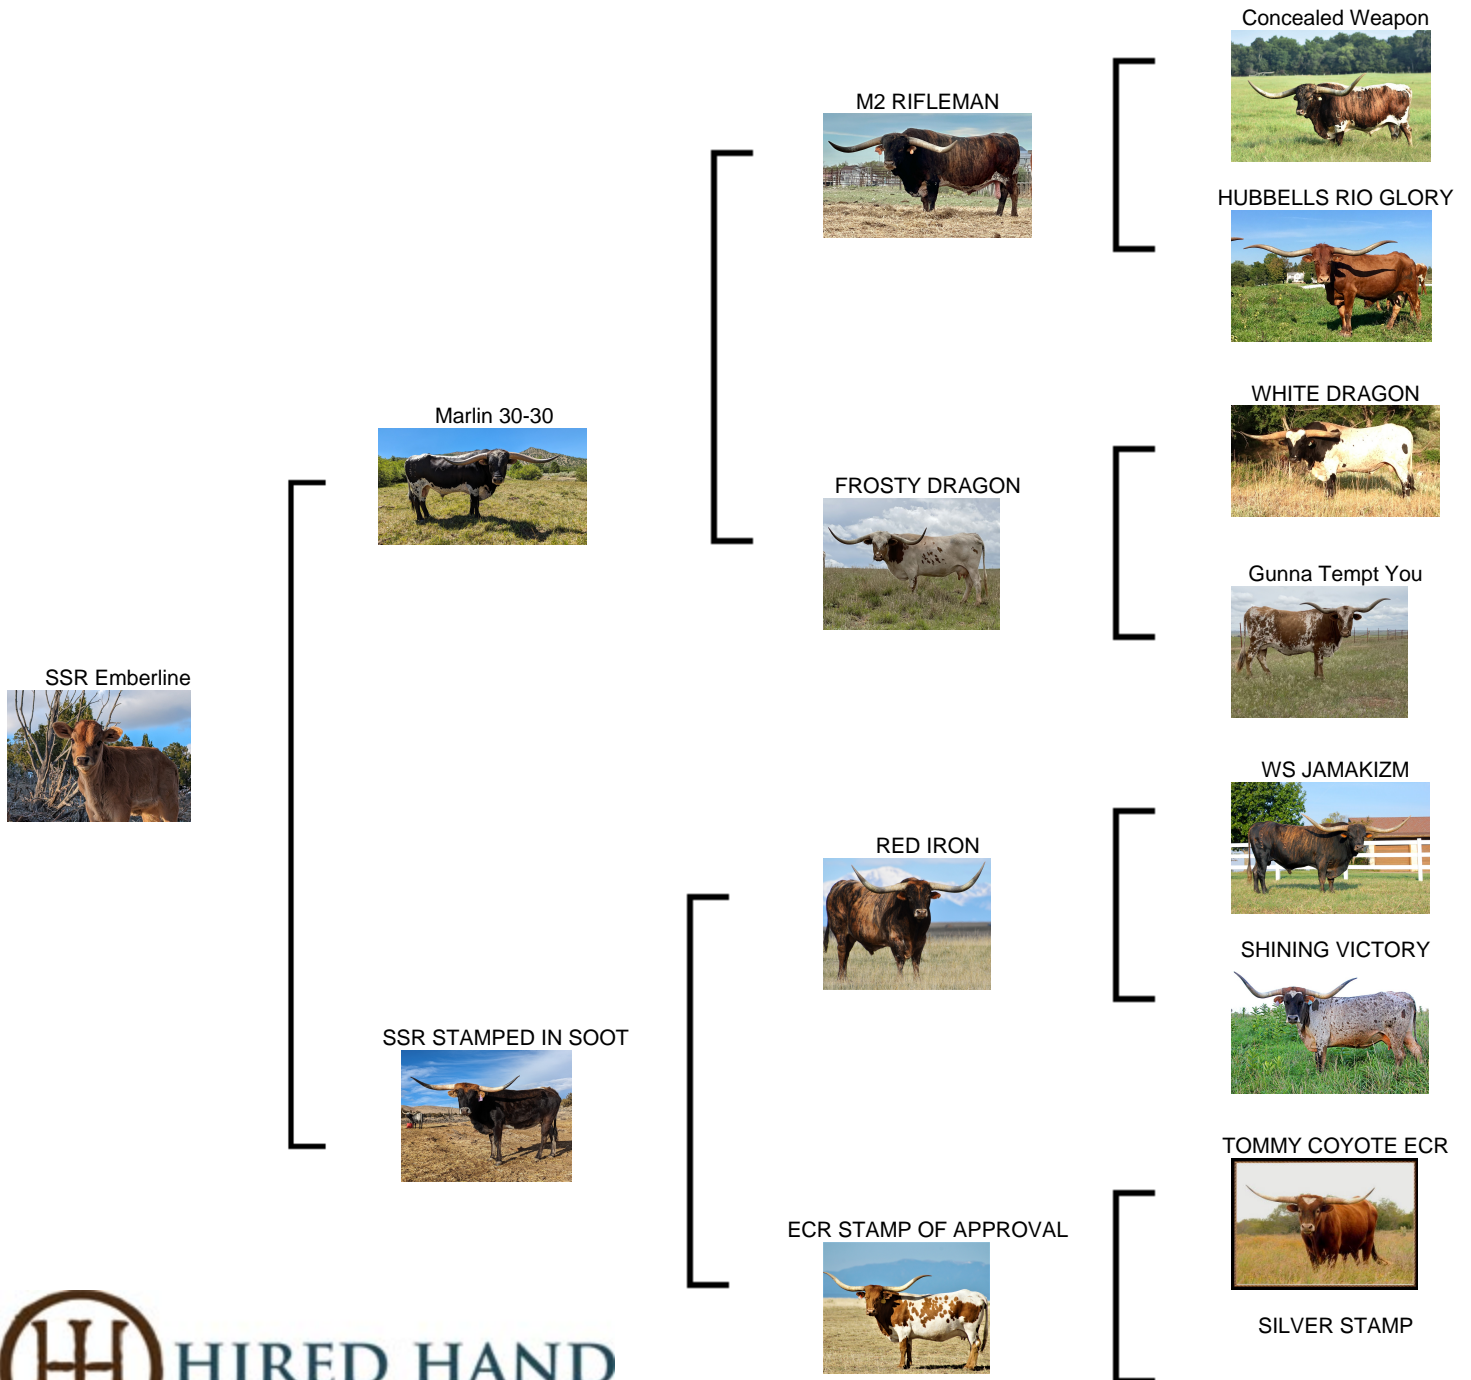 Concealed Weapon
M2 RIFLEMAN
HUBBELLS RIO GLORY
Marlin 30-30
WHITE DRAGON
FROSTY DRAGON
Gunna Tempt You
SSR Emberline
WS JAMAKIZM
RED IRON
SHINING VICTORY
SSR STAMPED IN SOOT
TOMMY COYOTE ECR
ECR STAMP OF APPROVAL
SILVER STAMP
HIRED HAND